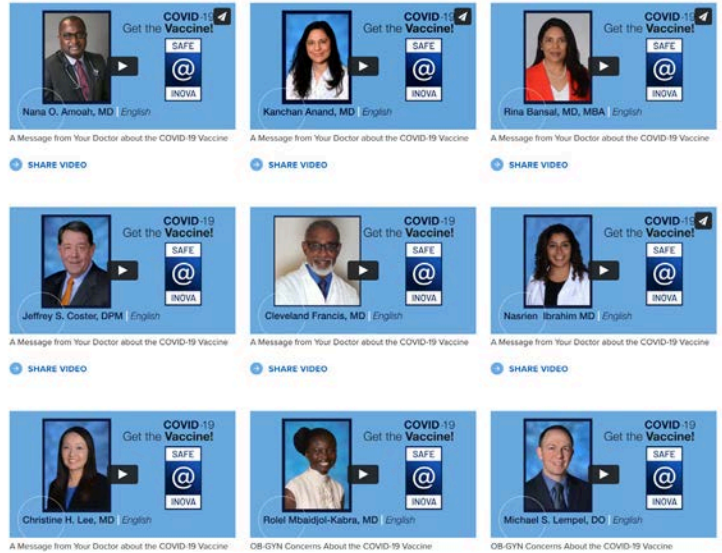 COVID-19
Get the Vaccine!
SAFE
@
INOVA
Nana O. Amoah, MD | English
A Message from Your Doctor about the COVID-19 Vaccine
SHARE VIDEO
COVID-19
Get the Vaccine!
SAFE
@
INOVA
Kanchan Anand, MD | English
A Message from Your Doctor about the COVID-19 Vaccine
SHARE VIDEO
COVID-19
Get the Vaccine!
SAFE
@
INOVA
Rina Bansal, MD, MBA | English
A Message from Your Doctor about the COVID-19 Vaccine
SHARE VIDEO
COVID-19
Get the Vaccine!
SAFE
@
INOVA
Jeffrey S. Coster, DPM | English
A Message from Your Doctor about the COVID-19 Vaccine
SHARE VIDEO
COVID-19
Get the Vaccine!
SAFE
@
INOVA
Cleveland Francis, MD | English
A Message from Your Doctor about the COVID-19 Vaccine
SHARE VIDEO
COVID-19
Get the Vaccine!
SAFE
@
INOVA
Nasrien Ibrahim MD | English
A Message from Your Doctor about the COVID-19 Vaccine
SHARE VIDEO
COVID-19
Get the Vaccine!
SAFE
@
INOVA
Christine H. Lee, MD | English
A Message from Your Doctor about the COVID-19 Vaccine
COVID-19
Get the Vaccine!
SAFE
@
INOVA
Rolel Mbaidjol-Kabra, MD | English
OB-GYN Concerns About the COVID-19 Vaccine
COVID-19
Get the Vaccine!
SAFE
@
INOVA
Michael S. Lempel, DO | English
OB-GYN Concerns About the COVID-19 Vaccine